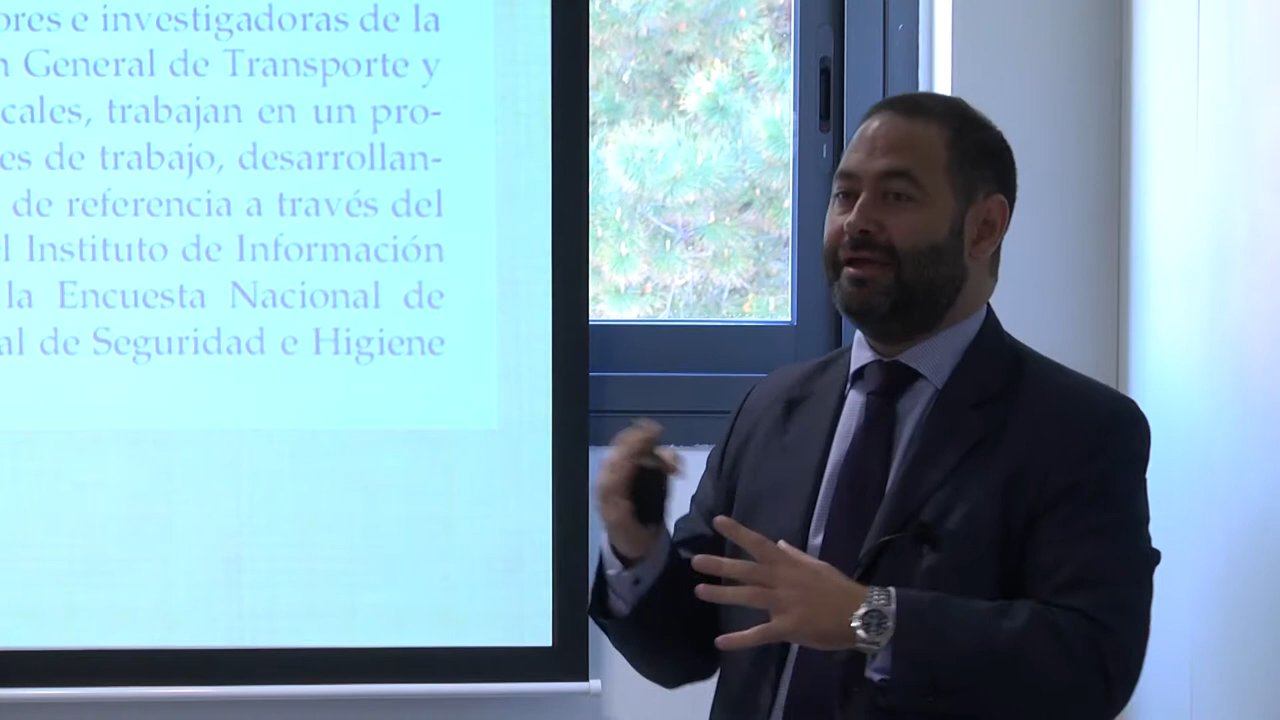 ores e investigadoras de la
n General de Transporte y
cales, trabajan en un pro-
es de trabajo, desarrollan-
de referencia a través del
l Instituto de Información
la Encuesta Nacional de
al de Seguridad e Higiene